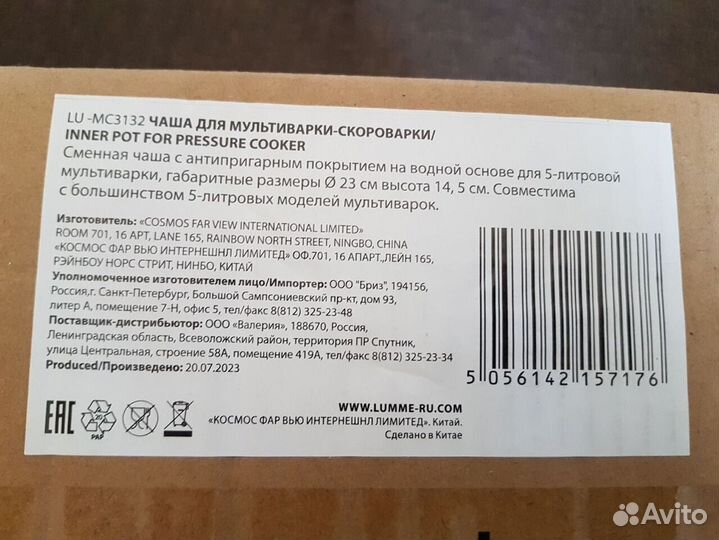 LU -MC3132 ЧАША ДЛЯ МУЛЬТИВАРКИ-СКОРОВАРКИ/
INNER POT FOR PRESSURE COOKER
Сменная чаша с антипригарным покрытием на водной основе для 5-литровой
мультиварки, габаритные размеры Ø 23 см высота 14, 5 см. Совместима
с большинством 5-литровых моделей мультиварок.
Изготовитель: «COSMOS FAR VIEW INTERNATIONAL LIMITED»
ROOM 701, 16 APT, LANE 165, RAINBOW NORTH STREET, NINGBO, CHINA
«КОСМОС ФАР ВЬЮ ИНТЕРНЕШНЛ ЛИМИТЕД» ОФ.701, 16 АПАРТ.,ЛЕЙН 165,
РЭЙНБОУ НОРС СТРИТ, НИНБО, КИТАЙ
Уполномоченное изготовителем лицо/Импортер: ООО "Бриз", 194156,
Россия,г. Санкт-Петербург, Большой Сампсониевский пр-кт, дом 93,
литер А, помещение 7-Н, офис 5, тел/факс 8(812) 325-23-48
Поставщик-дистрибьютор: ООО «Валерия», 188670, Россия,
Ленинградская область, Всеволожский район, территория ПР Спутник,
улица Центральная, строение 58А, помещение 419А, тел/факс 8(812) 325-23-34
Produced/Произведено: 20.07.2023
5 056142 157176
EAC
20
PAP
WWW.LUMME-RU.COM
«КОСМОС ФАР ВЬЮ ИНТЕРНЕШНЛ ЛИМИТЕД». Китай.
Сделано в Китае
Avito